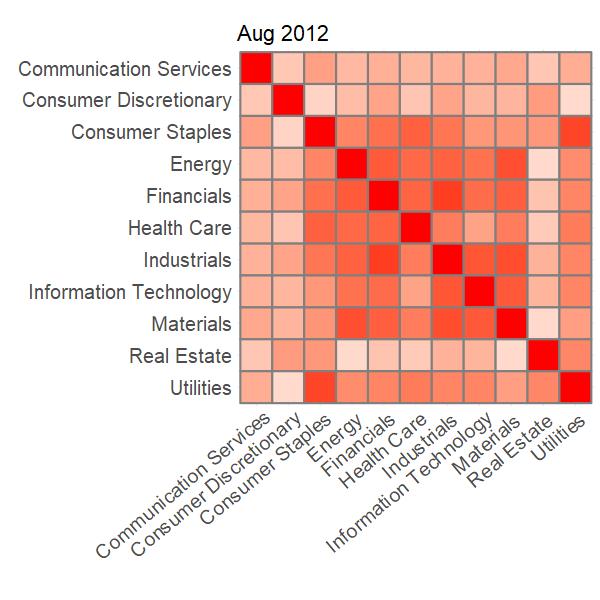 Aug 2012
Communication Services
Consumer Discretionary
Consumer Staples
Energy
Financials
Health Care
Industrials
Information Technology
Materials
Real Estate
Utilities
Communication Services
Consumer Discretionary
Consumer Staples
Energy
Financials
Health Care
Industrials
Information Technology
Materials
Real Estate
Utilities